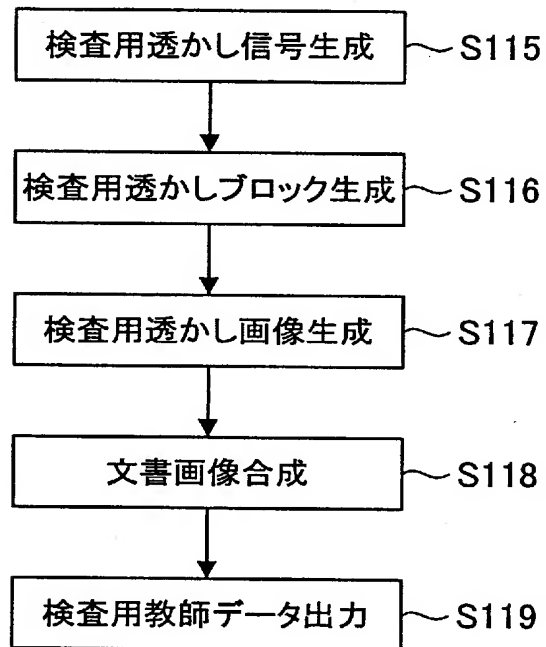 検査用透かし信号生成 S115
検査用透かしブロック生成 S116
検査用透かし画像生成 S117
文書画像合成 S118
検査用教師データ出力 S119